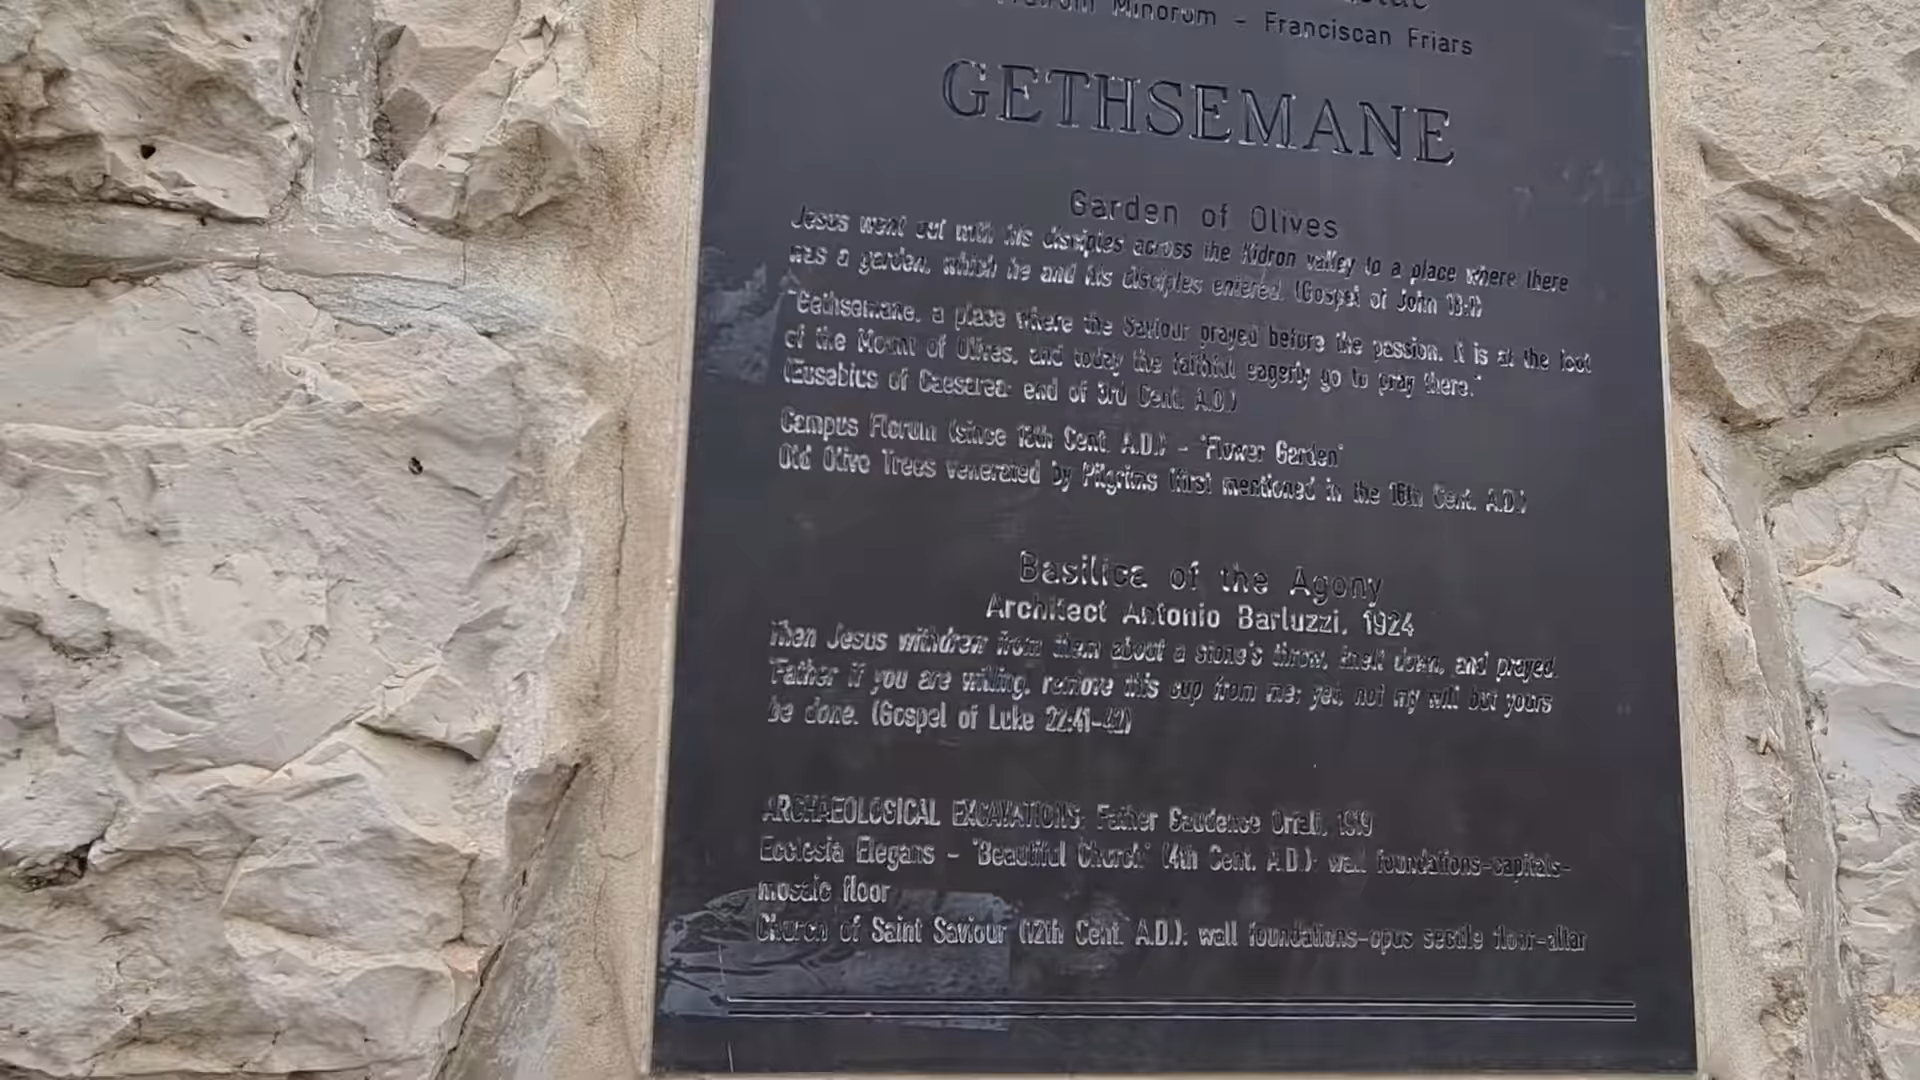 Minorum - Franciscan Friars
GETHSEMANE
Garden of Olives
Jesus went out with his disciples across the Kidron valley to a place where there
was a garden, which he and his disciples entered. (Gospel of John 18:1)
"Gethsemane, a place where the Saviour prayed before the passion. It is at the foot
of the Mount of Olives, and today the faithful eagerly go to pray there."
(Eusebius of Caesarea: end of 3rd Cent. A.D.)
Campus Florum (since Cent. A.D.) - "Flower Garden"
Old Olive Trees venerated by Pilgrims (first mentioned in the Cent. A.D.)
Basilica of the Agony
Architect Antonio Barluzzi, 1924
Then Jesus withdrew from them about a stone's throw, knelt down, and prayed.
"Father if you are willing, remove this cup from me; yet, not my will but yours
be done. (Gospel of Luke 22:41-42)
ARCHAEOLOGICAL EXCAVATIONS: Father Gaudence Orfali, 1919
Ecclesia Elegans - "Beautiful Church" (4th Cent. A.D.): wall foundations-capitals-
mosaic floor
Church of Saint Saviour (12th Cent. A.D.): wall foundations-opus sectile floor-altar